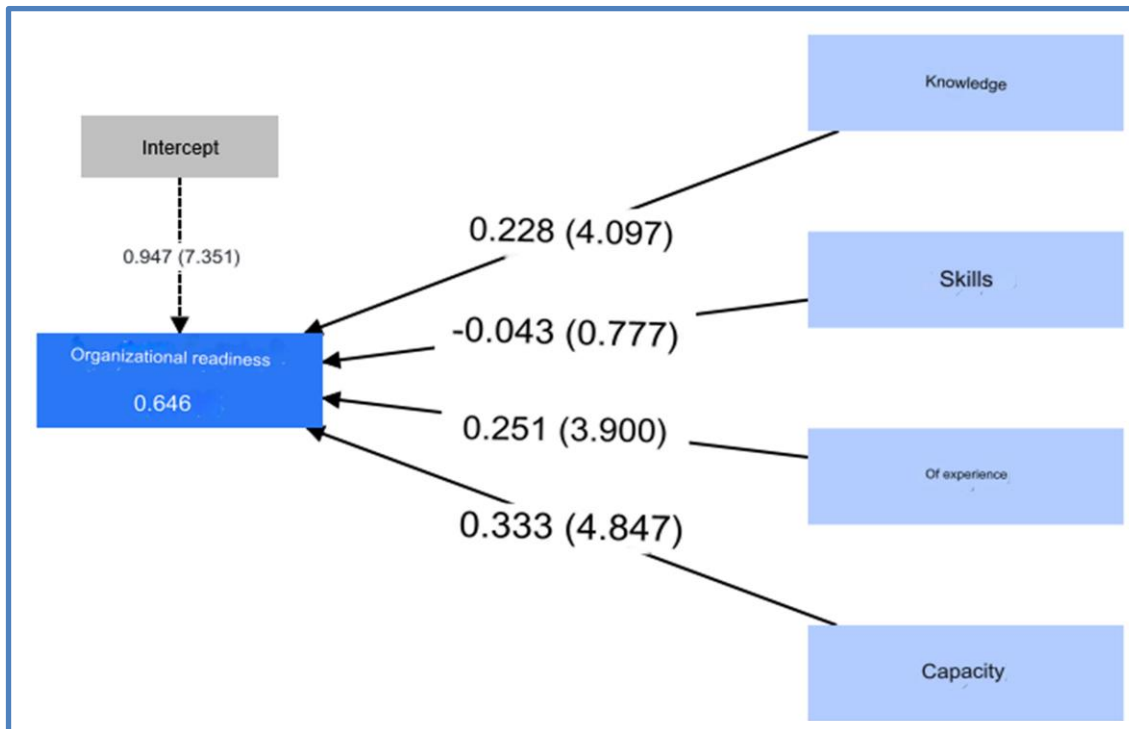 Knowledge
Intercept
0.228 (4.097)
0.947 (7.351)
Skills
-0.043 (0.777)
Organizational readiness
0.646
0.251 (3.900)
Of experience
0.333 (4.847)
Capacity